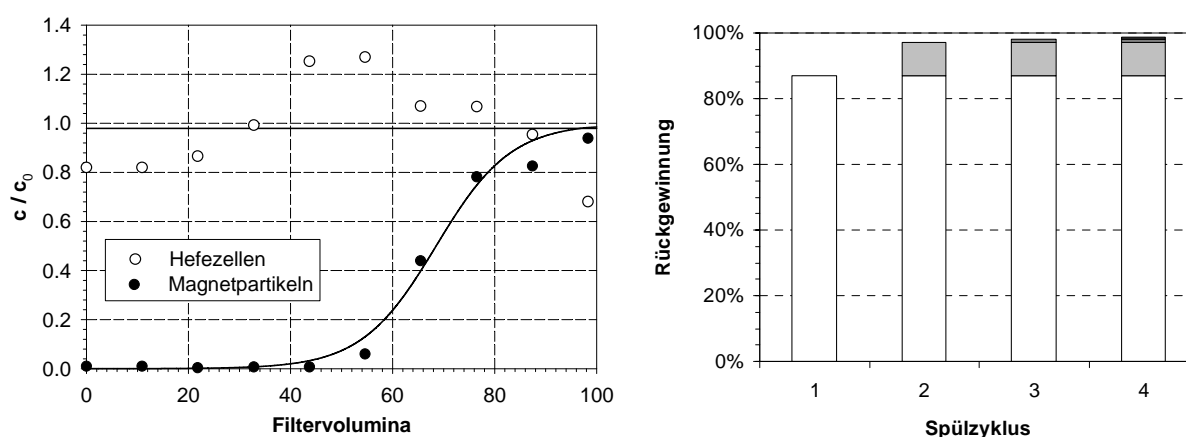 1.4
1.2
1.0
0.8
0.6
0.4
0.2
0.0
c / c0
Hefezellen
Magnetpartikeln
0 20 40 60 80 100
Filtervolumina
100%
80%
60%
40%
20%
0%
Rückgewinnung
1 2 3 4
Spülzyklus